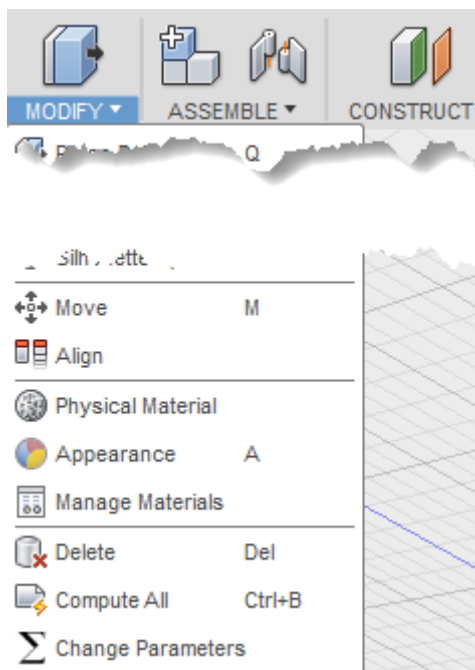 MODIFY ▼ ASSEMBLE ▼ CONSTRUCT
Q
Move M
Align
Physical Material
Appearance A
Manage Materials
Delete Del
Compute All Ctrl+B
Change Parameters